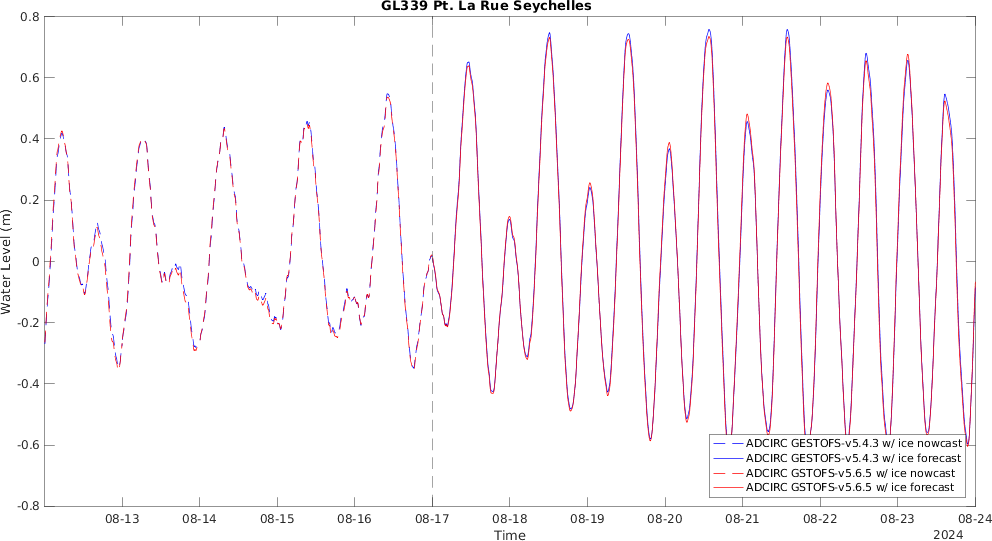 GL339 Pt. La Rue Seychelles
Water Level (m)
0.8
0.6
0.4
0.2
0
-0.2
-0.4
-0.6
-0.8
ADCIRC GESTOFS-v5.4.3 w/ ice nowcast
ADCIRC GESTOFS-v5.4.3 w/ ice forecast
ADCIRC GSTOFS-v5.6.5 w/ ice nowcast
ADCIRC GSTOFS-v5.6.5 w/ ice forecast
08-13 08-14 08-15 08-16 08-17 08-18 08-19 08-20 08-21 08-22 08-23 08-24
Time
2024